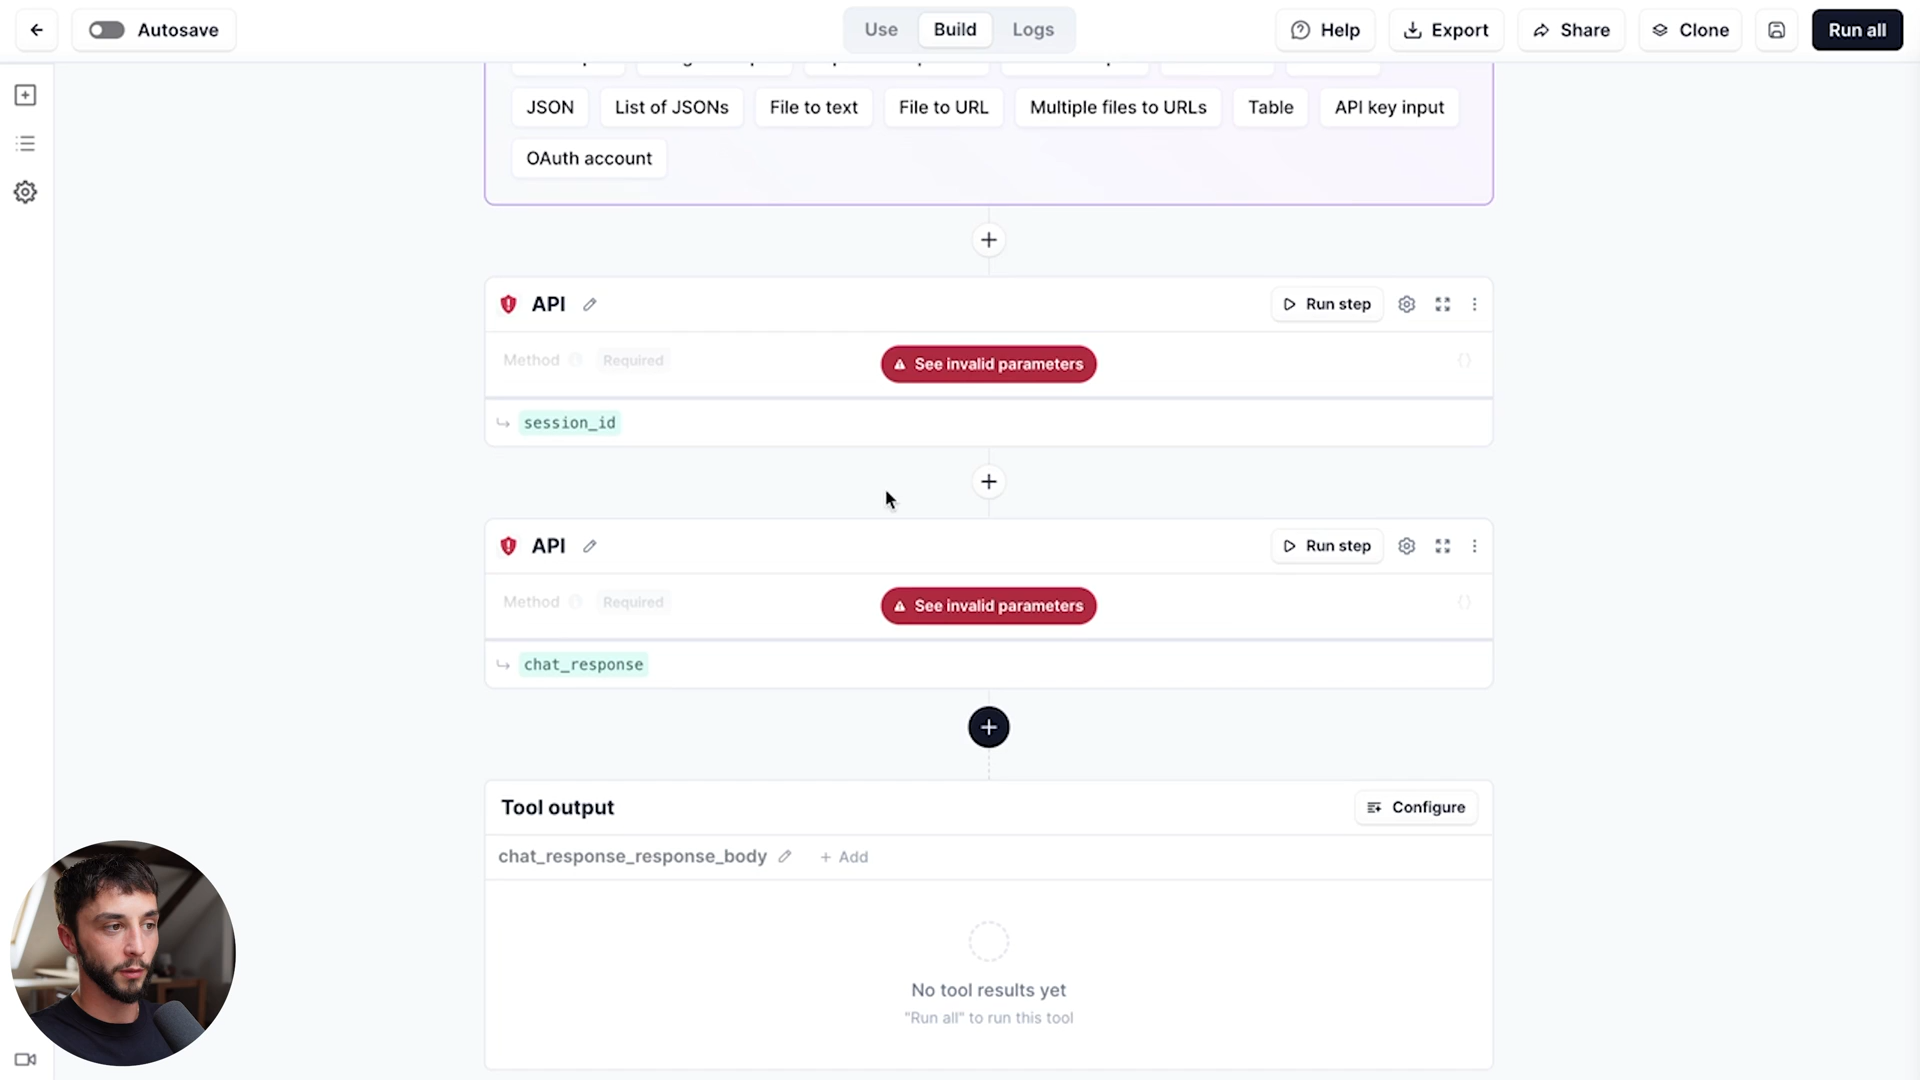 Autosave
Use Build Logs
Help Export Share Clone Run all
JSON List of JSONs File to text File to URL Multiple files to URLs Table API key input
OAuth account
API Run step
Method Required See invalid parameters {}
session_id
API Run step
Method Required See invalid parameters {}
chat_response
Tool output Configure
chat_response_response_body + Add
No tool results yet
"Run all" to run this tool